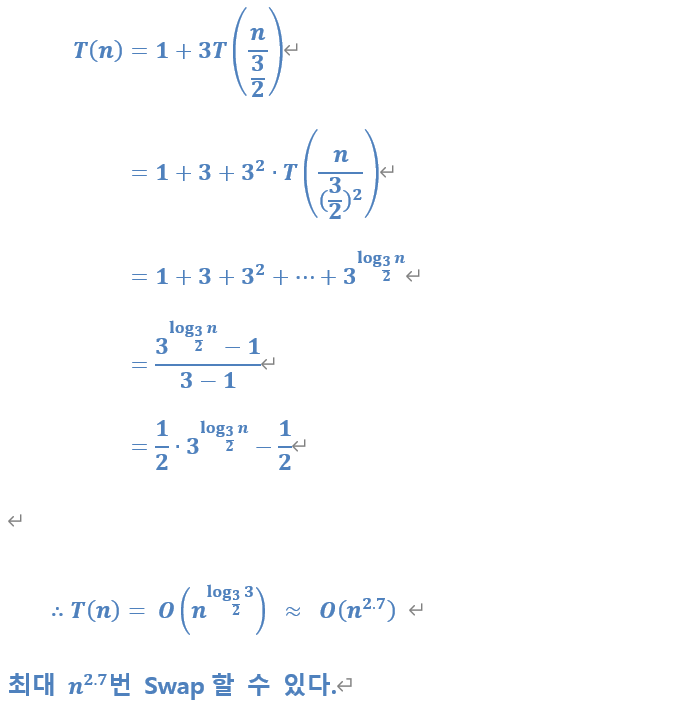 T(n) = 1 + 3T(n/(3/2))↵
= 1 + 3 + 3² · T(n/(3/2)²)↵
= 1 + 3 + 3² + ⋯ + 3^(log_(3/2) n)↵
= (3^(log_(3/2) n) − 1)/(3 − 1)↵
= 1/2 · 3^(log_(3/2) n) − 1/2↵
↵
∴ T(n) = O(n^(log_(3/2) 3)) ≈ O(n^2.7) ↵
최대 n^2.7번 Swap 할 수 있다.↵